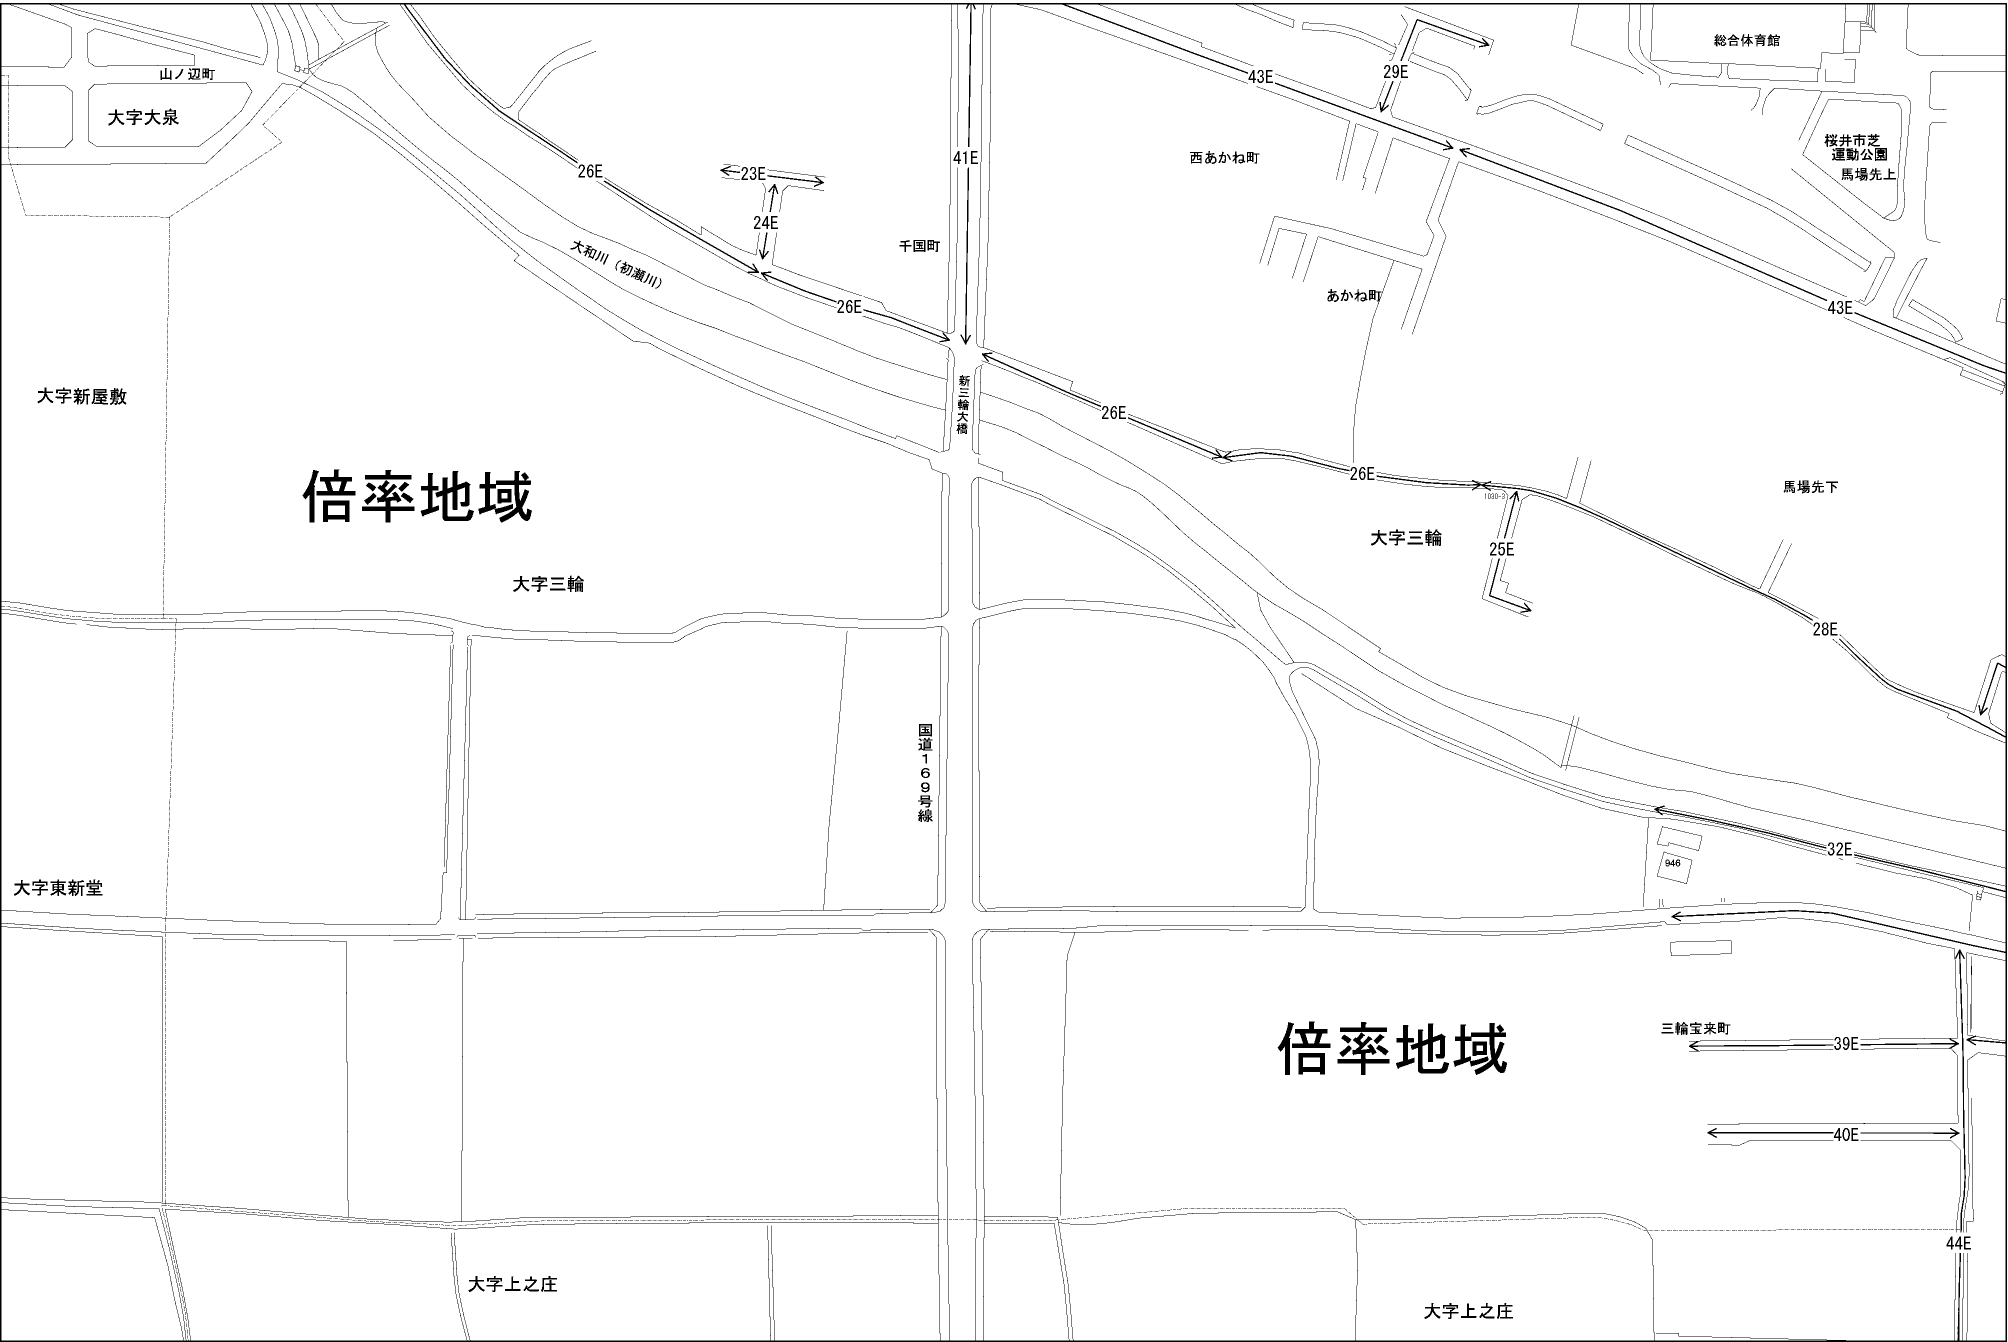 総合体育館
山ノ辺町
大字大泉
43E
29E
41E
西あかね町
桜井市芝
運動公園
馬場先上
26E
23E
24E
千国町
大和川（初瀬川）
あかね町
26E
43E
大字新屋敷
新三輪大橋
26E
倍率地域
26E
馬場先下
1030-3
大字三輪
25E
大字三輪
28E
国道169号線
32E
946
大字東新堂
三輪宝来町
倍率地域
39E
40E
44E
大字上之庄
大字上之庄